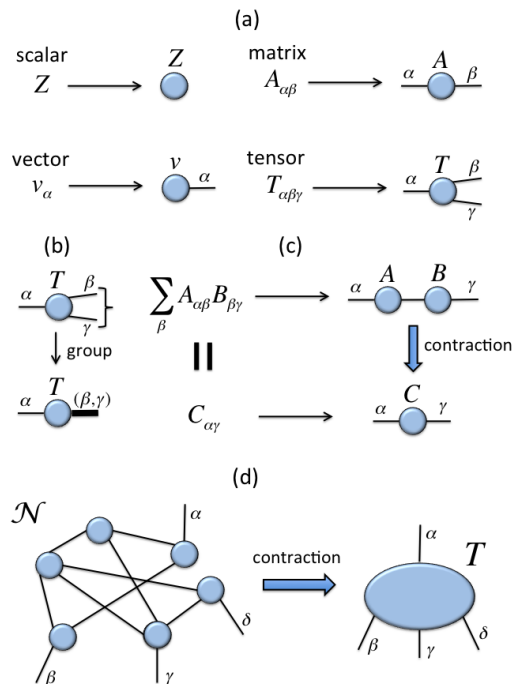 (a)
scalar
Z
Z
matrix
A_{αβ}
α A β
vector
v_α
v α
tensor
T_{αβγ}
α T β γ
(b)
α T β γ
group
α T (β,γ)
(c)
∑_β A_{αβ} B_{βγ}
α A B γ
=
contraction
C_{αγ}
α C γ
(d)
𝒩
α
β γ δ
contraction
α T
β γ δ